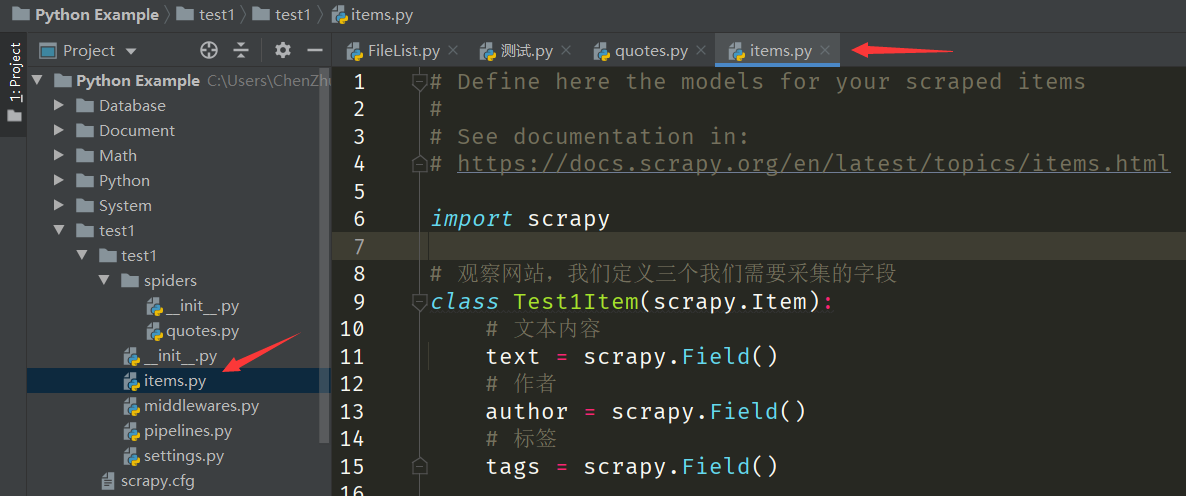 Python Example test1 test1 items.py
1: Project
Project
FileList.py 测试.py quotes.py items.py
Python Example C:\Users\ChenZhu
Database
Document
Math
Python
System
test1
test1
spiders
__init__.py
quotes.py
__init__.py
items.py
middlewares.py
pipelines.py
settings.py
scrapy.cfg
1 # Define here the models for your scraped items
2 #
3 # See documentation in:
4 # https://docs.scrapy.org/en/latest/topics/items.html
5
6 import scrapy
7
8 # 观察网站，我们定义三个我们需要采集的字段
9 class Test1Item(scrapy.Item):
10 # 文本内容
11 text = scrapy.Field()
12 # 作者
13 author = scrapy.Field()
14 # 标签
15 tags = scrapy.Field()
16